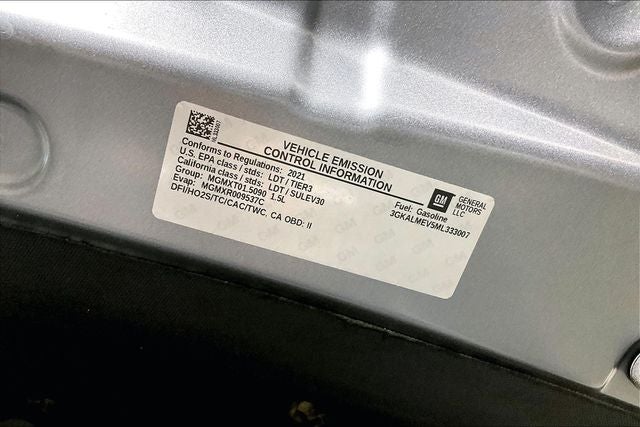 VEHICLE EMISSION
CONTROL INFORMATION
Conforms to Regulations: 2021
U.S. EPA class / stds: LDT / TIER3
California class / stds: LDT / SULEV30
Group: MGMXT01.5090 1.5L
Evap: MGMXR009537C
DFI/HO2S/TC/CAC/TWC, CA OBD: II
Fuel: Gasoline
3GKALMEV5ML333007
GM
GENERAL
MOTORS
LLC
ML333007